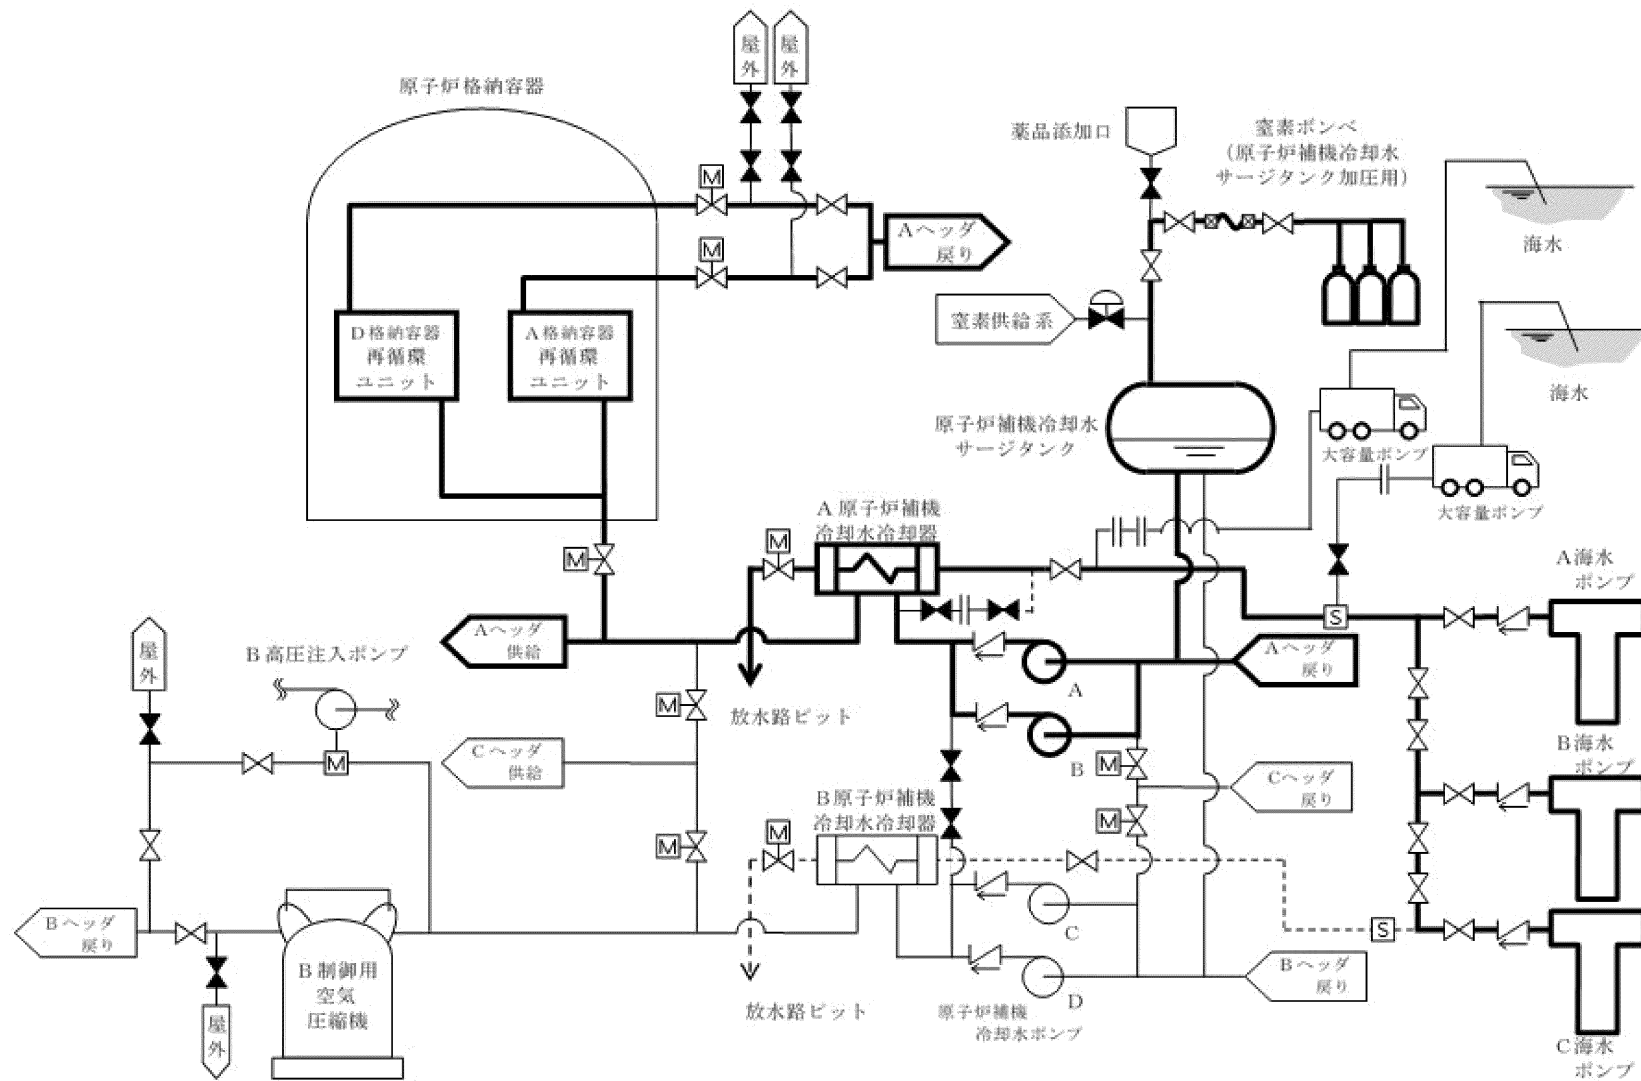 屋外
屋外
原子炉格納容器
薬品添加口
窒素ボンベ
（原子炉補機冷却水
サージタンク加圧用）
M
海水
Aヘッダ
戻り
M
窒素供給系
D格納容器
再循環
ユニット
A格納容器
再循環
ユニット
海水
原子炉補機冷却水
サージタンク
大容量ポンプ
大容量ポンプ
A原子炉補機
冷却水冷却器
M
M
A海水
ポンプ
S
Aヘッダ
供給
屋外
B高圧注入ポンプ
Aヘッダ
戻り
A
M
放水路ピット
B海水
ポンプ
Cヘッダ
供給
M
B
M
Cヘッダ
戻り
B原子炉補機
冷却水冷却器
M
M
M
Bヘッダ
戻り
C
S
B制御用
空気
圧縮機
Bヘッダ
戻り
D
放水路ピット
原子炉補機
冷却水ポンプ
屋外
C海水
ポンプ